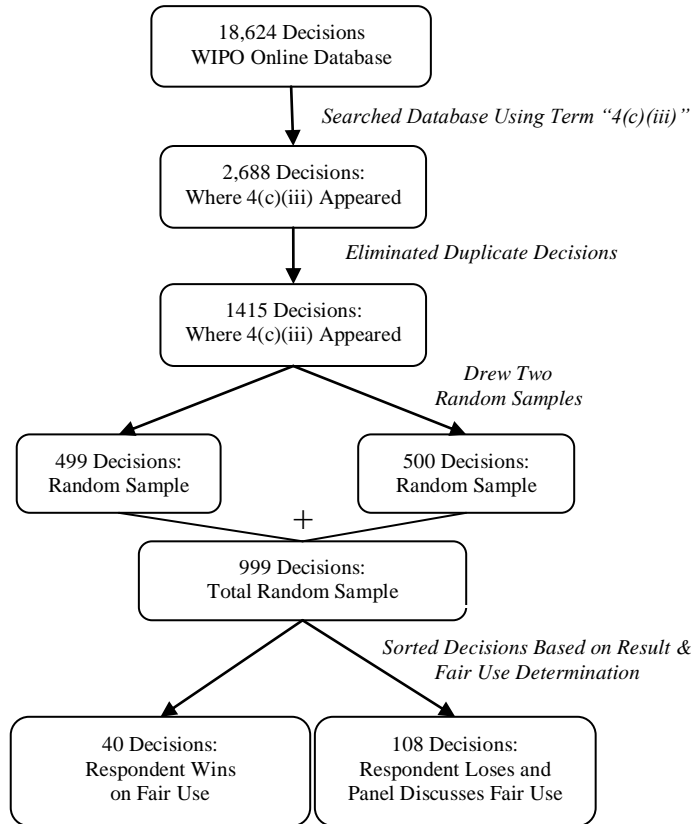 18,624 Decisions
WIPO Online Database
Searched Database Using Term “4(c)(iii)”
2,688 Decisions:
Where 4(c)(iii) Appeared
Eliminated Duplicate Decisions
1415 Decisions:
Where 4(c)(iii) Appeared
Drew Two
Random Samples
499 Decisions:
Random Sample
500 Decisions:
Random Sample
+
999 Decisions:
Total Random Sample
Sorted Decisions Based on Result &
Fair Use Determination
40 Decisions:
Respondent Wins
on Fair Use
108 Decisions:
Respondent Loses and
Panel Discusses Fair Use